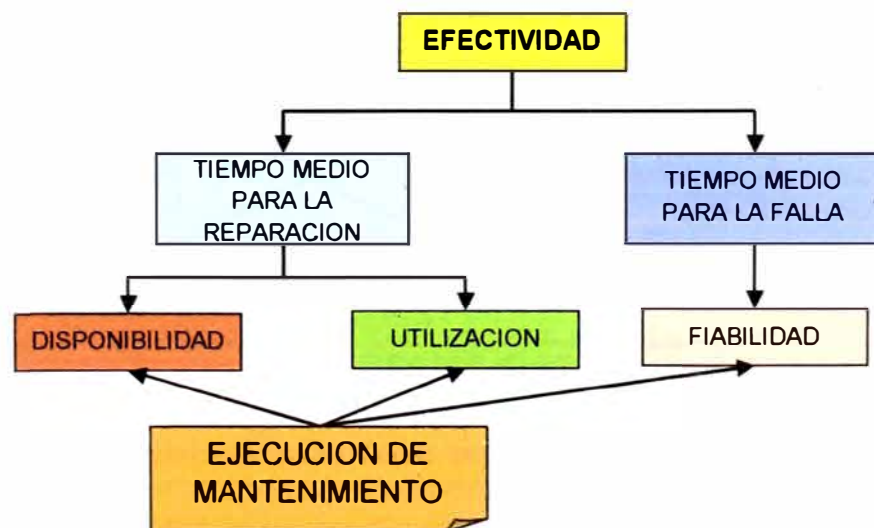 EFECTIVIDAD
TIEMPO MEDIO
PARA LA
REPARACION
TIEMPO MEDIO
PARA LA FALLA
DISPONIBILIDAD
UTILIZACION
FIABILIDAD
EJECUCION DE
MANTENIMIENTO